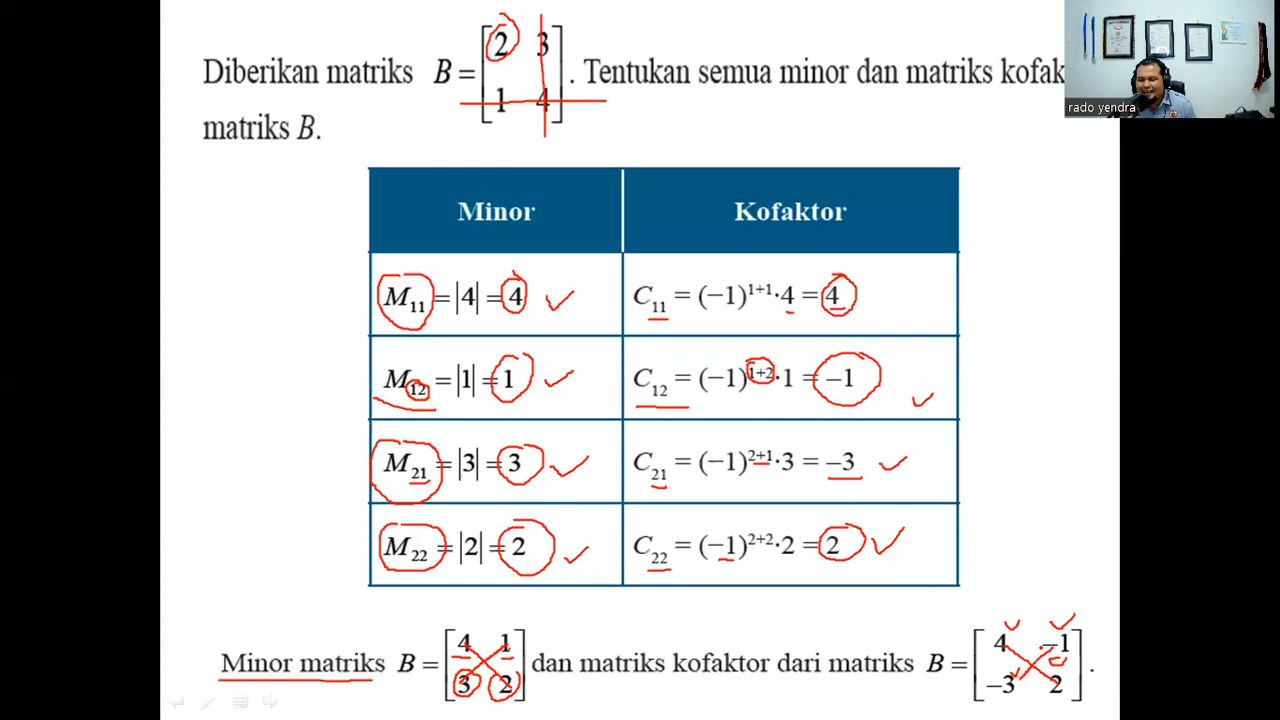 Diberikan matriks B = [2 3
1 4]. Tentukan semua minor dan matriks kofak
matriks B.
rado yendra
Minor Kofaktor
M₁₁ = |4| = 4 C₁₁ = (−1)¹⁺¹·4 = 4
M₁₂ = |1| = 1 C₁₂ = (−1)¹⁺²·1 = −1
M₂₁ = |3| = 3 C₂₁ = (−1)²⁺¹·3 = −3
M₂₂ = |2| = 2 C₂₂ = (−1)²⁺²·2 = 2
Minor matriks B = [4 1
3 2] dan matriks kofaktor dari matriks B = [4 −1
−3 2].